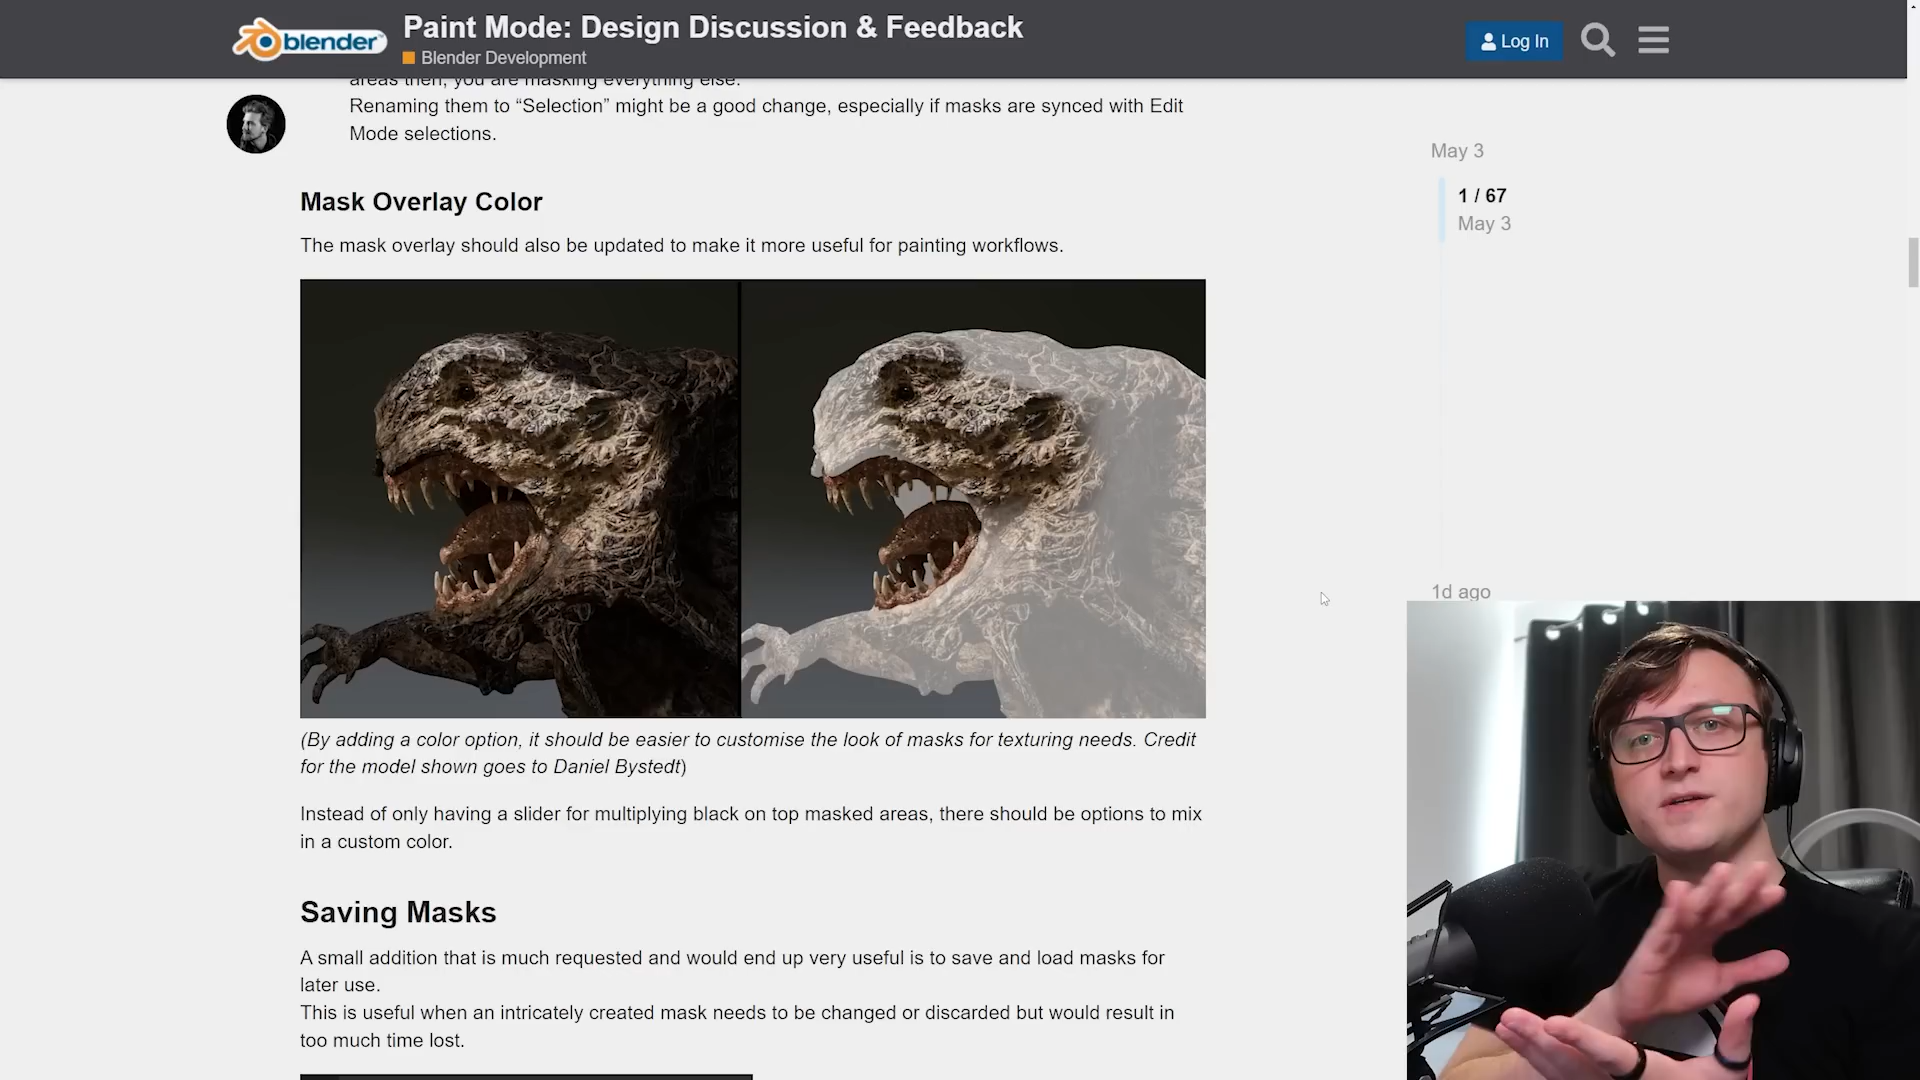 blender
Paint Mode: Design Discussion & Feedback
Blender Development
Log In
areas then, you are masking everything else.
Renaming them to “Selection” might be a good change, especially if masks are synced with Edit
Mode selections.
May 3
1 / 67
May 3
Mask Overlay Color
The mask overlay should also be updated to make it more useful for painting workflows.
1d ago
(By adding a color option, it should be easier to customise the look of masks for texturing needs. Credit
for the model shown goes to Daniel Bystedt)
Instead of only having a slider for multiplying black on top masked areas, there should be options to mix
in a custom color.
Saving Masks
A small addition that is much requested and would end up very useful is to save and load masks for
later use.
This is useful when an intricately created mask needs to be changed or discarded but would result in
too much time lost.